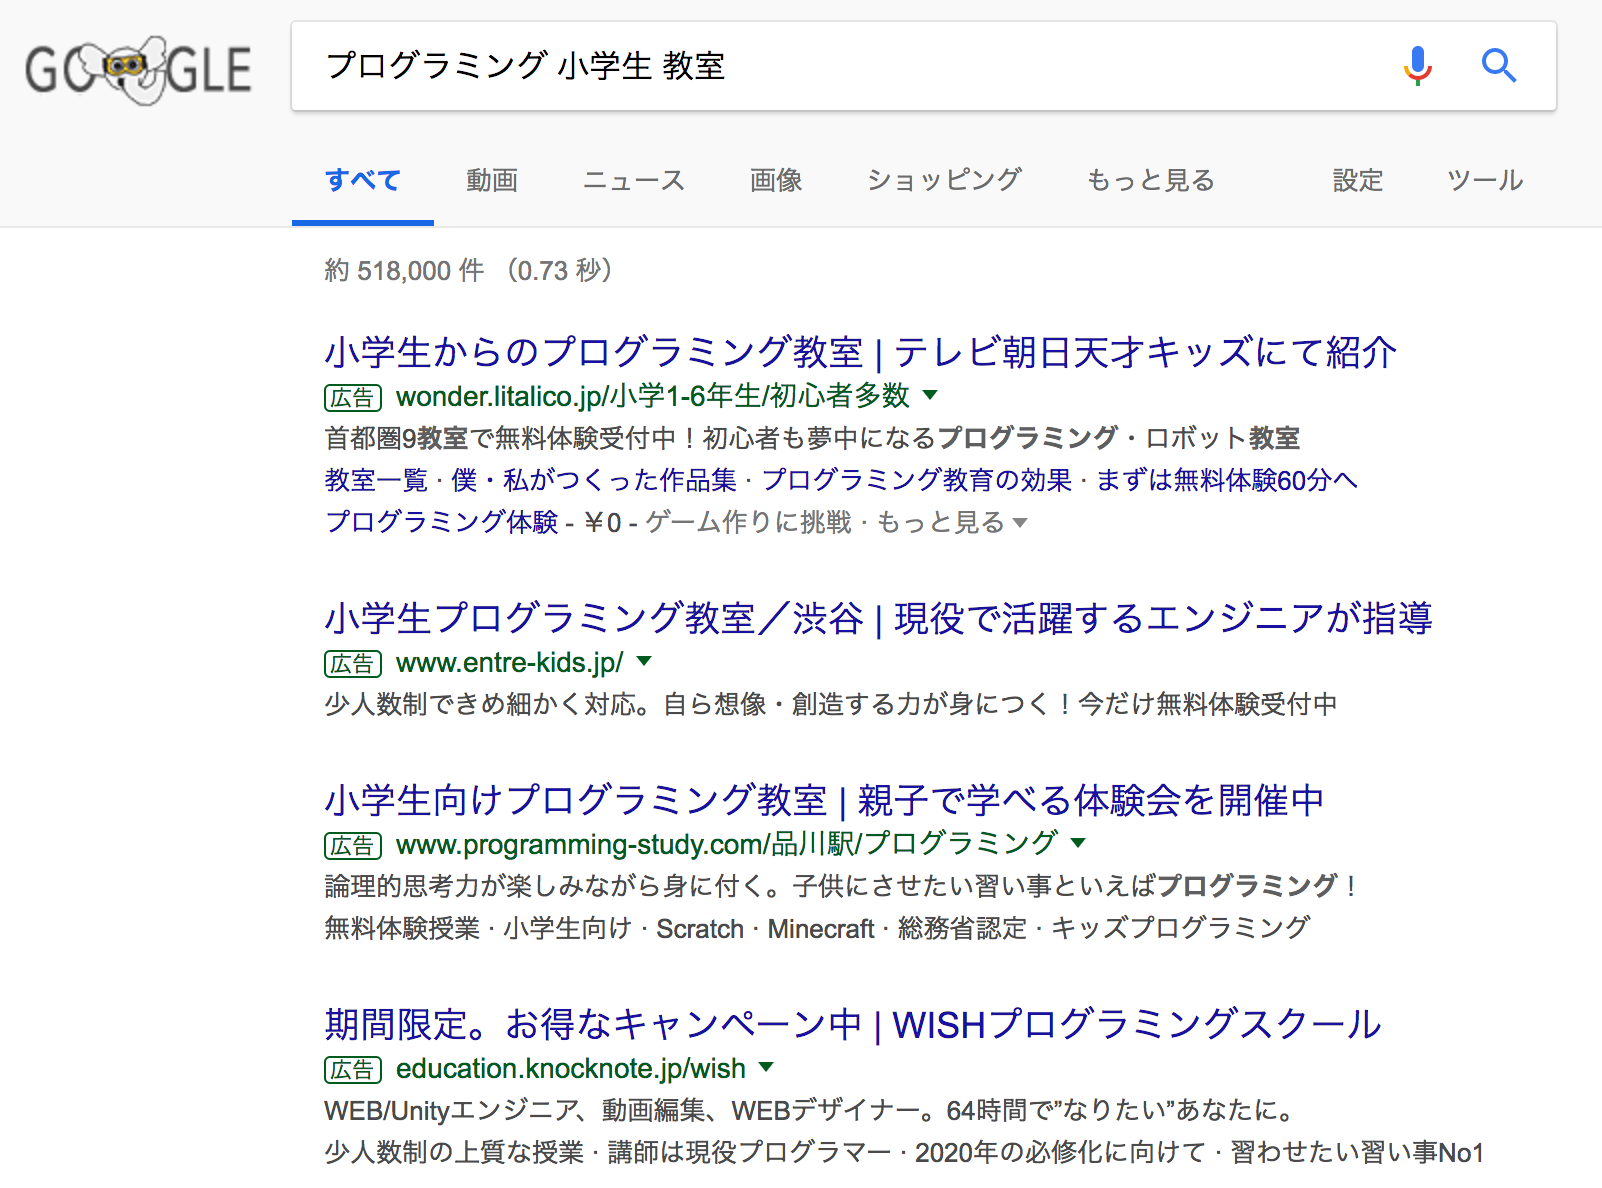 GOOGLE
プログラミング 小学生 教室
すべて 動画 ニュース 画像 ショッピング もっと見る 設定 ツール
約 518,000 件 （0.73 秒）
小学生からのプログラミング教室 | テレビ朝日天才キッズにて紹介
広告 wonder.litalico.jp/小学1-6年生/初心者多数
首都圏9教室で無料体験受付中！初心者も夢中になるプログラミング・ロボット教室
教室一覧 · 僕・私がつくった作品集 · プログラミング教育の効果 · まずは無料体験60分へ
プログラミング体験 - ￥0 - ゲーム作りに挑戦 · もっと見る
小学生プログラミング教室／渋谷 | 現役で活躍するエンジニアが指導
広告 www.entre-kids.jp/
少人数制できめ細かく対応。自ら想像・創造する力が身につく！今だけ無料体験受付中
小学生向けプログラミング教室 | 親子で学べる体験会を開催中
広告 www.programming-study.com/品川駅/プログラミング
論理的思考力が楽しみながら身に付く。子供にさせたい習い事といえばプログラミング！
無料体験授業 · 小学生向け · Scratch · Minecraft · 総務省認定 · キッズプログラミング
期間限定。お得なキャンペーン中 | WISHプログラミングスクール
広告 education.knocknote.jp/wish
WEB/Unityエンジニア、動画編集、WEBデザイナー。64時間で”なりたい”あなたに。
少人数制の上質な授業 · 講師は現役プログラマー · 2020年の必修化に向けて · 習わせたい習い事No1